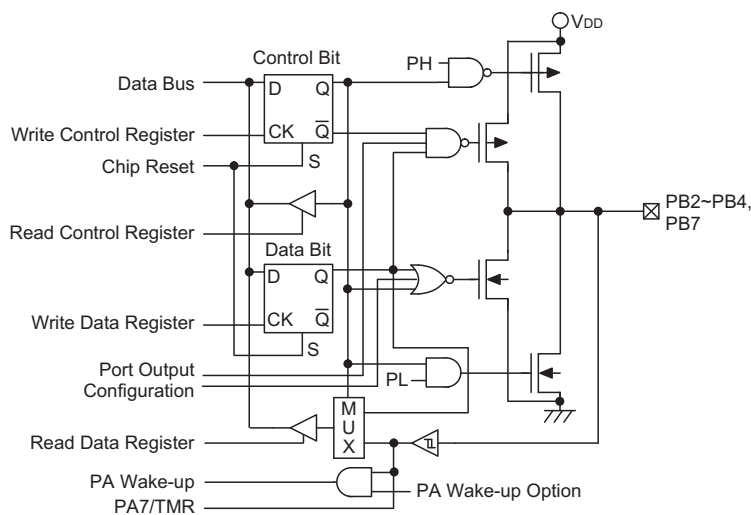 VDD
Control Bit
PH
Data Bus
D Q
Write Control Register
CK Q
Chip Reset
S
PB2~PB4,
PB7
Read Control Register
Data Bit
D Q
Write Data Register
CK Q
S
Port Output
Configuration
PL
M
U
X
Read Data Register
PA Wake-up
PA Wake-up Option
PA7/TMR